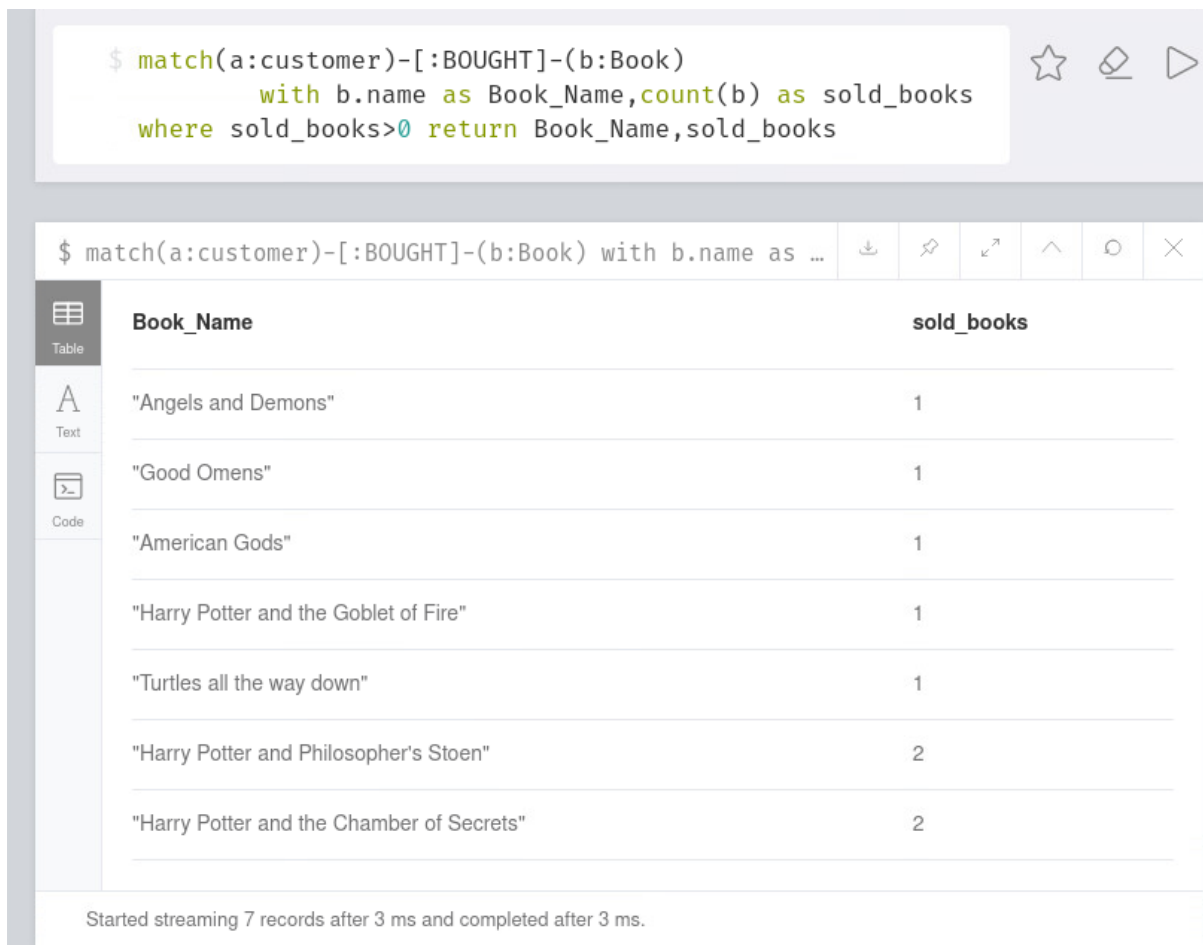 $ match(a:customer)-[:BOUGHT]-(b:Book)
with b.name as Book_Name,count(b) as sold_books
where sold_books>0 return Book_Name,sold_books
$ match(a:customer)-[:BOUGHT]-(b:Book) with b.name as …
Table
Text
Code
Book_Name sold_books
"Angels and Demons" 1
"Good Omens" 1
"American Gods" 1
"Harry Potter and the Goblet of Fire" 1
"Turtles all the way down" 1
"Harry Potter and Philosopher's Stoen" 2
"Harry Potter and the Chamber of Secrets" 2
Started streaming 7 records after 3 ms and completed after 3 ms.